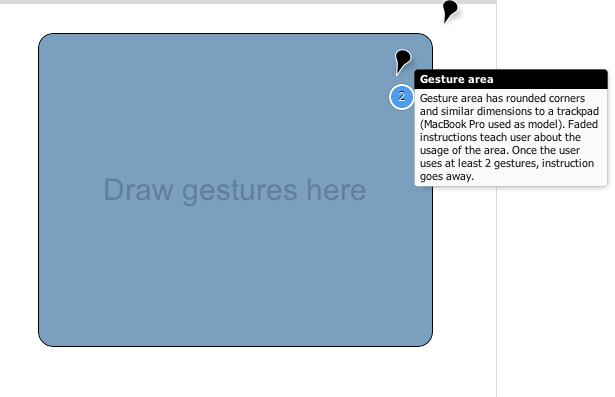 Gesture area
2
Gesture area has rounded corners
and similar dimensions to a trackpad
(MacBook Pro used as model). Faded
instructions teach user about the
usage of the area. Once the user
uses at least 2 gestures, instruction
goes away.
Draw gestures here